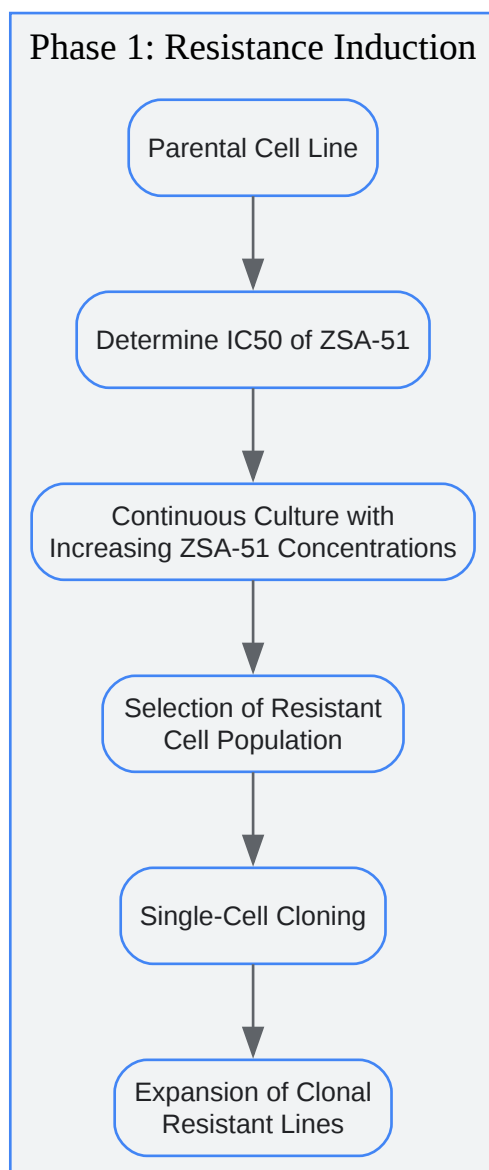 Phase 1: Resistance Induction
Parental Cell Line
Determine IC50 of ZSA-51
Continuous Culture with
Increasing ZSA-51 Concentrations
Selection of Resistant
Cell Population
Single-Cell Cloning
Expansion of Clonal
Resistant Lines